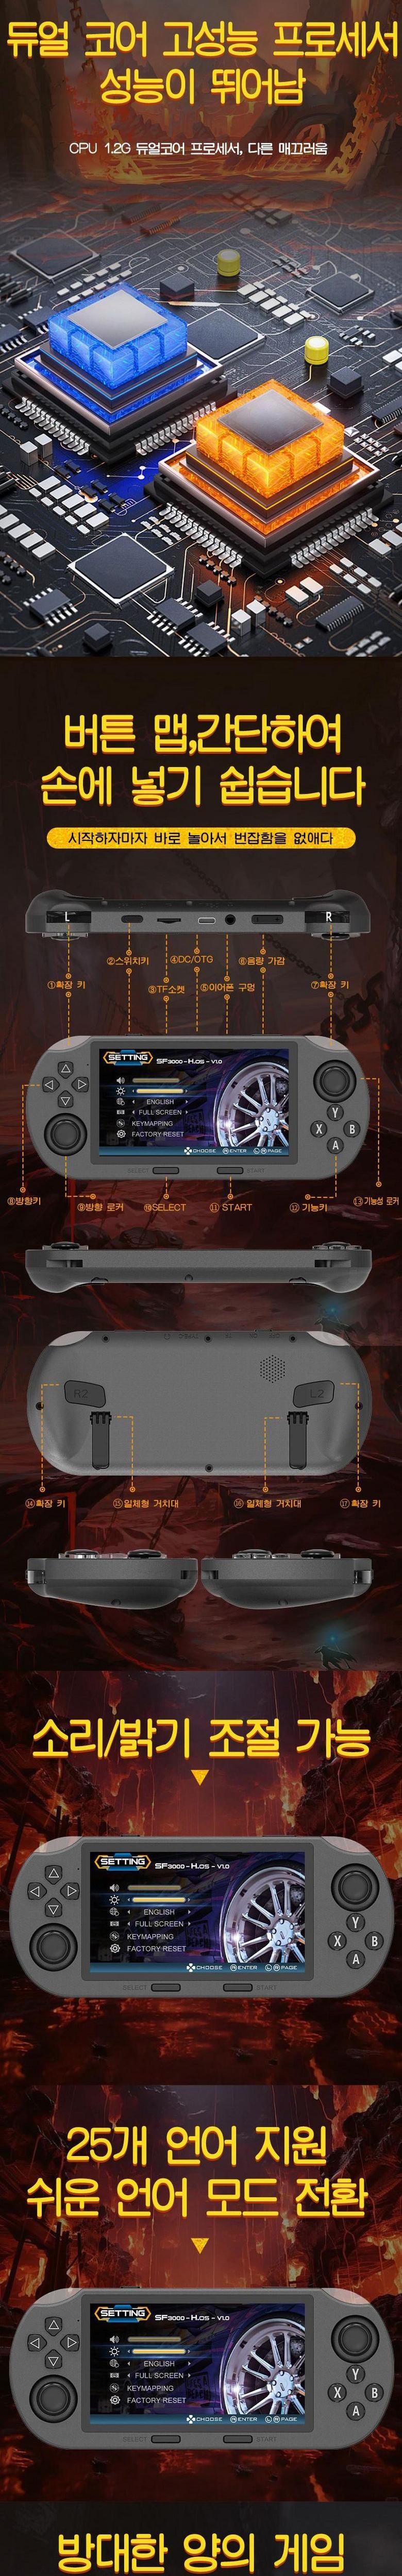 듀얼 코어 고성능 프로세서
성능이 뛰어남
CPU 1.2G 듀얼코어 프로세서, 다른 매끄러움
버튼 맵,간단하여
손에 넣기 쉽습니다
시작하자마자 바로 놀아서 번잡함을 없애다
L
R
②스위치키
④DC/OTG
⑥음량 가감
①확장 키
③TF소켓
⑤이어폰 구멍
⑦확장 키
SETTING
SF3000-H.OS - V1.0
ENGLISH
FULL SCREEN
KEYMAPPING
FACTORY RESET
CHOOSE
ENTER
PAGE
Y
X
B
A
SELECT
START
⑧방향키
⑨방향 로커
⑩SELECT
⑪ START
⑫ 기능키
⑬기능성 로커
R2
L2
⑭확장 키
⑮일체형 거치대
⑯ 일체형 거치대
⑰ 확장 키
소리/밝기 조절 가능
SETTING
SF3000-H.OS - V1.0
ENGLISH
FULL SCREEN
KEYMAPPING
FACTORY RESET
CHOOSE
ENTER
PAGE
Y
X
B
A
SELECT
START
25개 언어 지원
쉬운 언어 모드 전환
SETTING
SF3000-H.OS - V1.0
ENGLISH
FULL SCREEN
KEYMAPPING
FACTORY RESET
CHOOSE
ENTER
PAGE
Y
X
B
A
SELECT
START
방대한 양의 게임